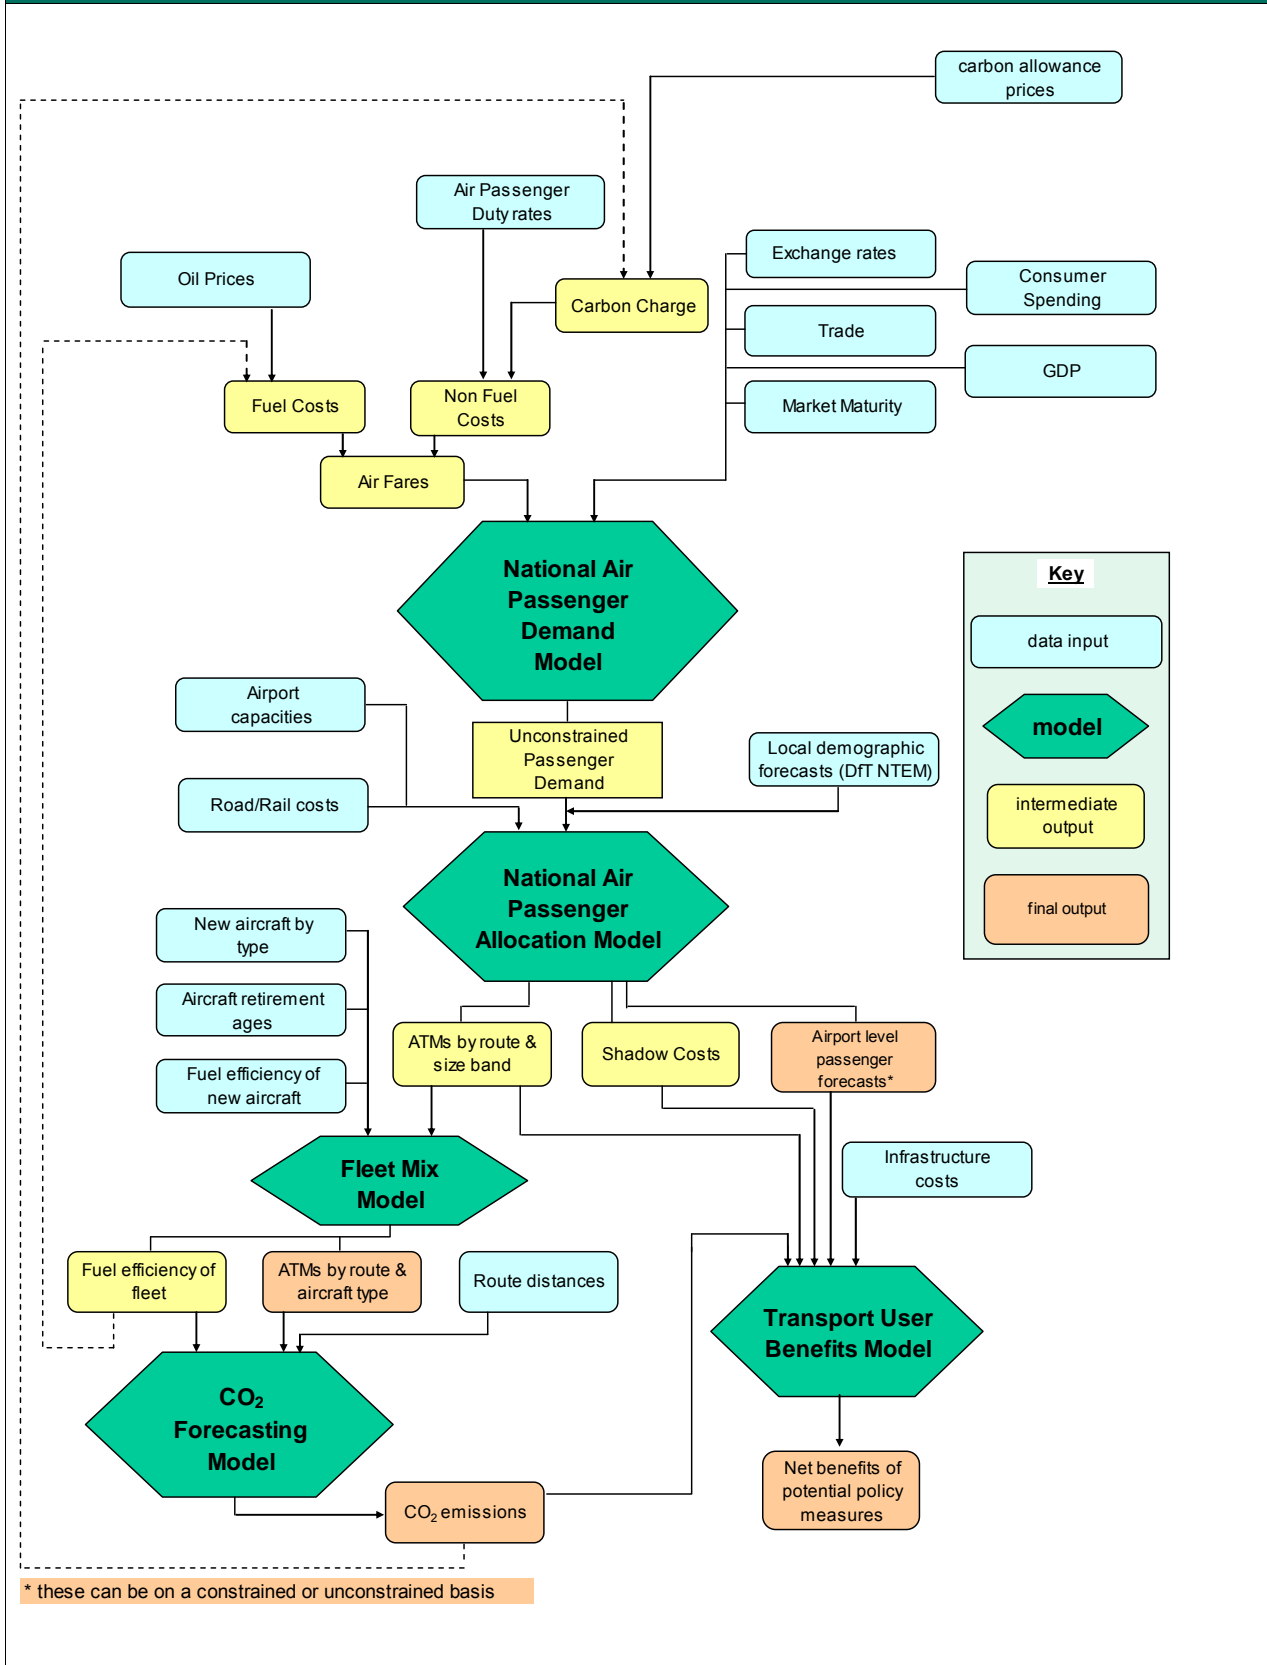 carbon allowance
prices
Air Passenger
Duty rates
Exchange rates
Oil Prices
Consumer
Spending
Carbon Charge
Trade
GDP
Fuel Costs
Non Fuel
Costs
Market Maturity
Air Fares
National Air
Passenger
Demand
Model
Key
data input
model
intermediate
output
final output
Airport
capacities
Unconstrained
Passenger
Demand
Local demographic
forecasts (DfT NTEM)
Road/Rail costs
National Air
Passenger
Allocation Model
New aircraft by
type
Aircraft retirement
ages
Fuel efficiency of
new aircraft
ATMs by route &
size band
Shadow Costs
Airport level
passenger
forecasts*
Infrastructure
costs
Fleet Mix
Model
Fuel efficiency of
fleet
ATMs by route &
aircraft type
Route distances
Transport User
Benefits Model
CO₂
Forecasting
Model
Net benefits of
potential policy
measures
CO₂ emissions
* these can be on a constrained or unconstrained basis